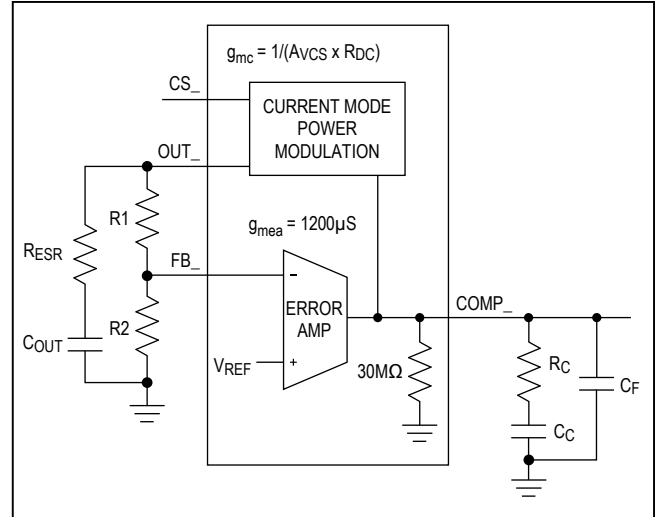 gmc = 1/(AVCS x RDC)
CS_
CURRENT MODE
POWER
MODULATION
OUT_
R1
gmea = 1200µS
RESR
FB_
-
ERROR
AMP
COMP_
R2
COUT
VREF
+
30MΩ
RC
CF
CC